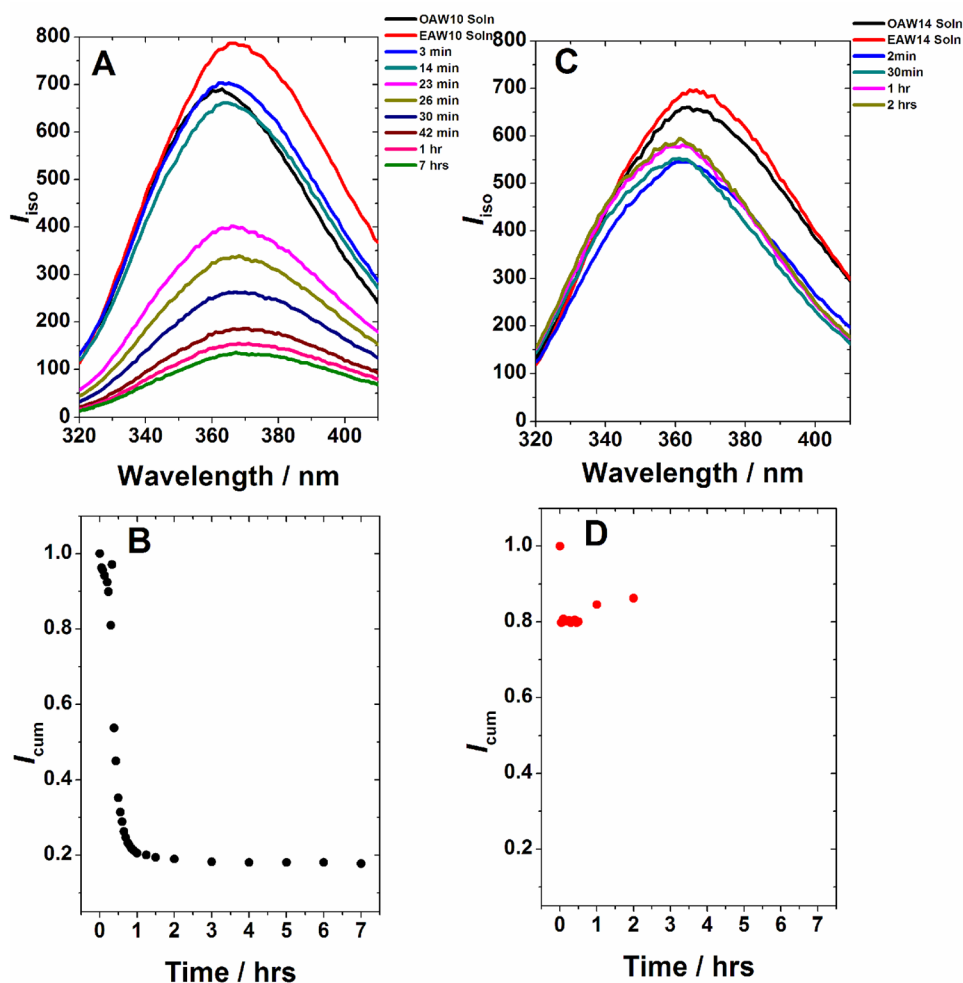 A
OAW10 Soln
EAW10 Soln
3 min
14 min
23 min
26 min
30 min
42 min
1 hr
7 hrs
800
700
600
500
400
300
200
100
0
Iiso
320 340 360 380 400
Wavelength / nm
C
OAW14 Soln
EAW14 Soln
2min
30min
1 hr
2 hrs
800
700
600
500
400
300
200
100
0
Iiso
320 340 360 380 400
Wavelength / nm
B
1.0
0.8
0.6
0.4
0.2
Icum
0 1 2 3 4 5 6 7
Time / hrs
D
1.0
0.8
0.6
0.4
0.2
Icum
0 1 2 3 4 5 6 7
Time / hrs